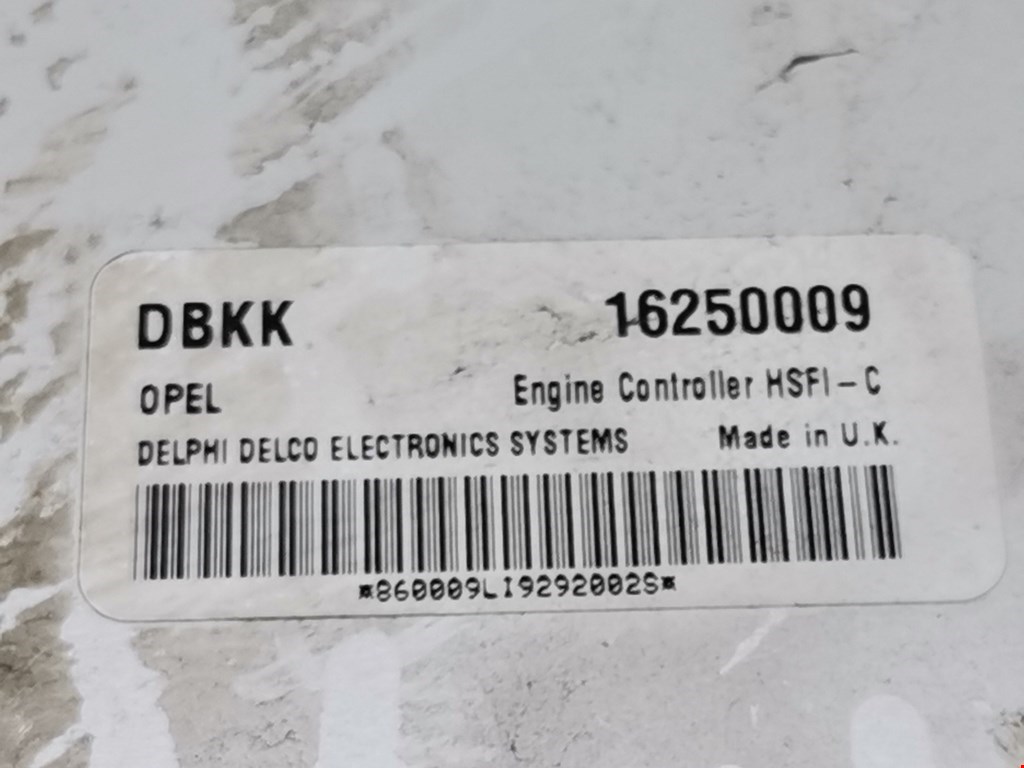 DBKK 16250009
OPEL Engine Controller HSFI-C
DELPHI DELCO ELECTRONICS SYSTEMS Made in U.K.
*860009LI9292002S*